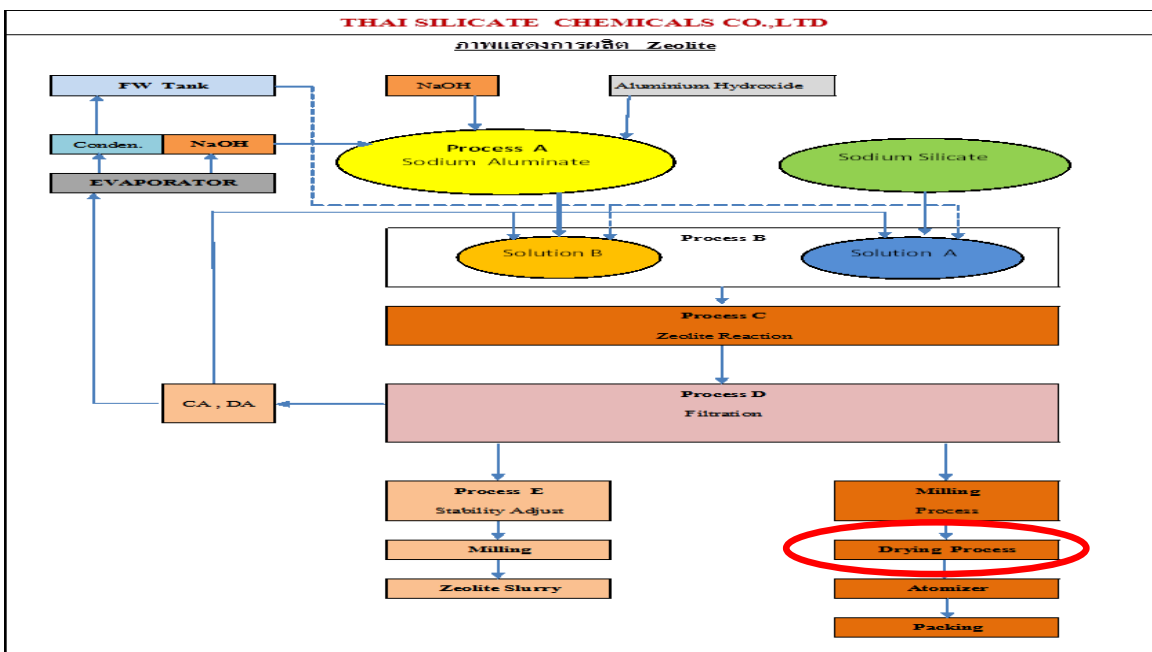 THAI SILICATE CHEMICALS CO.,LTD
ภาพแสดงการผลิต Zeolite
FW Tank
NaOH
Aluminium Hydroxide
Conden.
NaOH
Process A
Sodium Aluminate
Sodium Silicate
EVAPORATOR
Process B
Solution B
Solution A
Process C
Zeolite Reaction
CA , DA
Process D
Filtration
Process E
Stability Adjust
Milling
Process
Milling
Drying Process
Zeolite Slurry
Atomizer
Packing